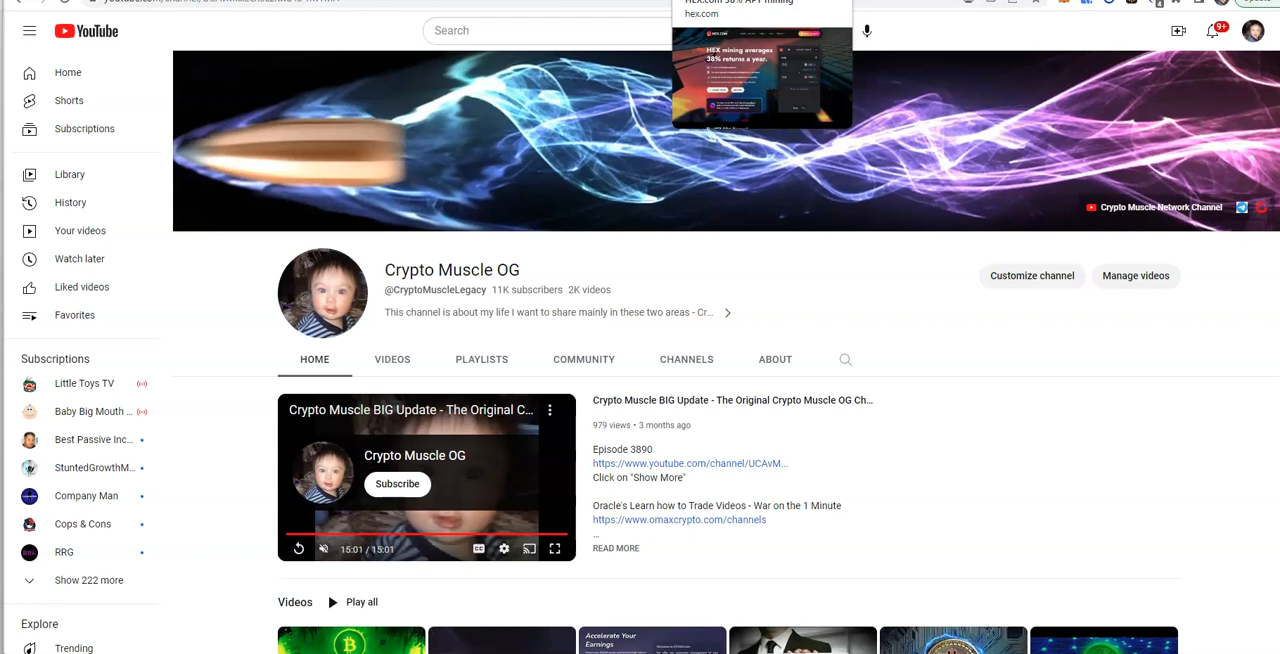 hex.com
HEX.COM
HEX mining averages
38% returns a year.
YouTube
Search
9+
Home
Shorts
Subscriptions
Library
History
Your videos
Watch later
Liked videos
Favorites
Subscriptions
Little Toys TV
Baby Big Mouth ...
Best Passive Inc...
StuntedGrowthM...
Company Man
Cops & Cons
RRG
RRG
Show 222 more
Explore
Trending
Crypto Muscle Network Channel
Crypto Muscle OG
@CryptoMuscleLegacy 11K subscribers 2K videos
This channel is about my life I want to share mainly in these two areas - Cr...
Customize channel
Manage videos
HOME VIDEOS PLAYLISTS COMMUNITY CHANNELS ABOUT
Crypto Muscle BIG Update - The Original C...
Crypto Muscle OG
Subscribe
15:01 / 15:01
CC
Crypto Muscle BIG Update - The Original Crypto Muscle OG Ch...
979 views • 3 months ago
Episode 3890
https://www.youtube.com/channel/UCAvM...
Click on "Show More"
Oracle's Learn how to Trade Videos - War on the 1 Minute
https://www.omaxcrypto.com/channels
...
READ MORE
Videos Play all
Accelerate Your
Earnings